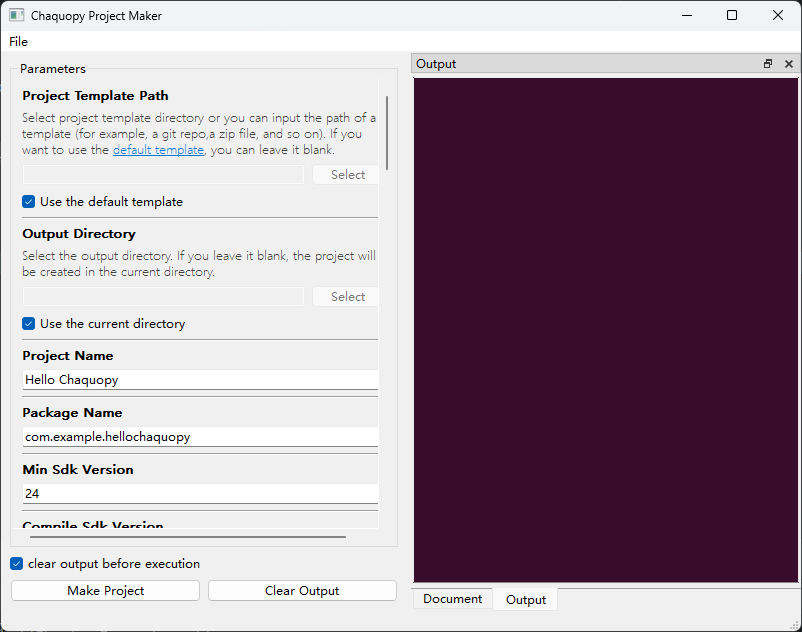 Chaquopy Project Maker
File
Parameters
Project Template Path
Select project template directory or you can input the path of a
template (for example, a git repo,a zip file, and so on). If you
want to use the default template, you can leave it blank.
Select
Use the default template
Output Directory
Select the output directory. If you leave it blank, the project will
be created in the current directory.
Select
Use the current directory
Project Name
Hello Chaquopy
Package Name
com.example.hellochaquopy
Min Sdk Version
24
Compile Sdk Version
clear output before execution
Make Project
Clear Output
Output
Document
Output